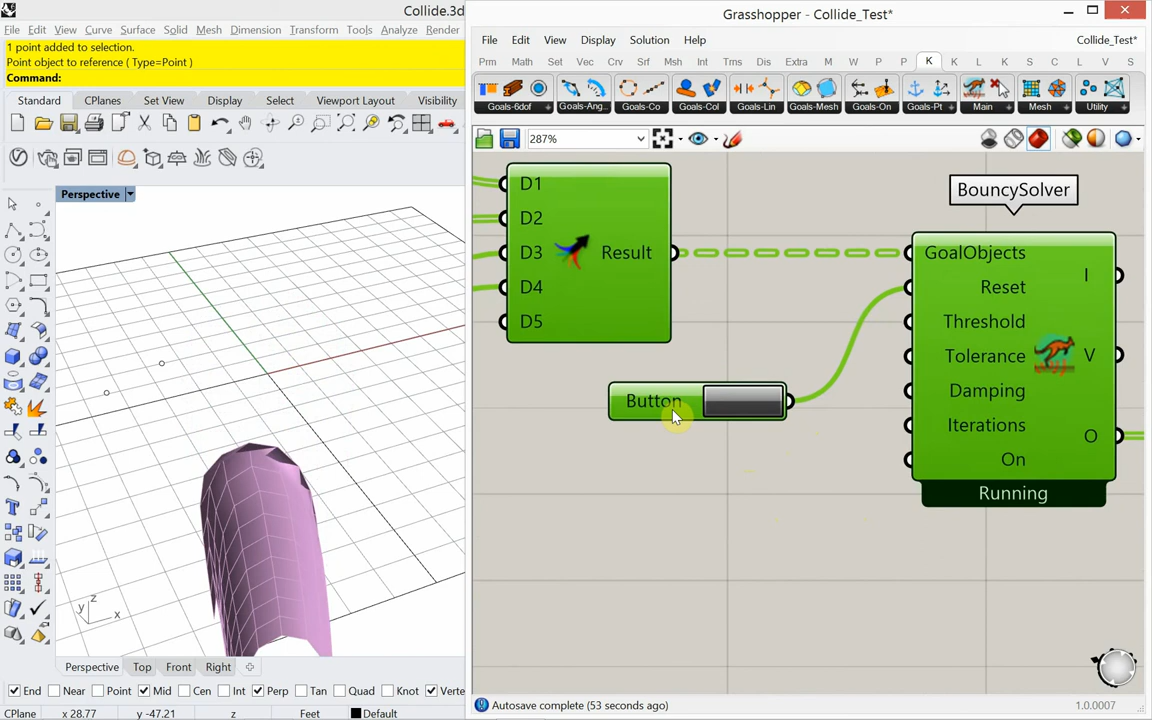 Collide.3d
File Edit View Curve Surface Solid Mesh Dimension Transform Tools Analyze Render
1 point added to selection.
Point object to reference ( Type=Point )
Command:
Standard CPlanes Set View Display Select Viewport Layout Visibility
Perspective
z
y
x
Perspective Top Front Right
End Near Point Mid Cen Int Perp Tan Quad Knot Verte
CPlane x 28.77 y -47.21 z Feet Default
Grasshopper - Collide_Test*
File Edit View Display Solution Help Collide_Test*
Prm Math Set Vec Crv Srf Msh Int Trns Dis Extra M W P P K K L L M V S
Goals-6dof Goals-Ang... Goals-Co Goals-Col Goals-Lin Goals-Mesh Goals-On Goals-Pt Main Mesh Utility
287%
D1
D2
D3 Result
D4
D5
Button
BouncySolver
GoalObjects
Reset
Threshold
Tolerance
Damping
Iterations
On
I
V
O
Running
Autosave complete (53 seconds ago) 1.0.0007